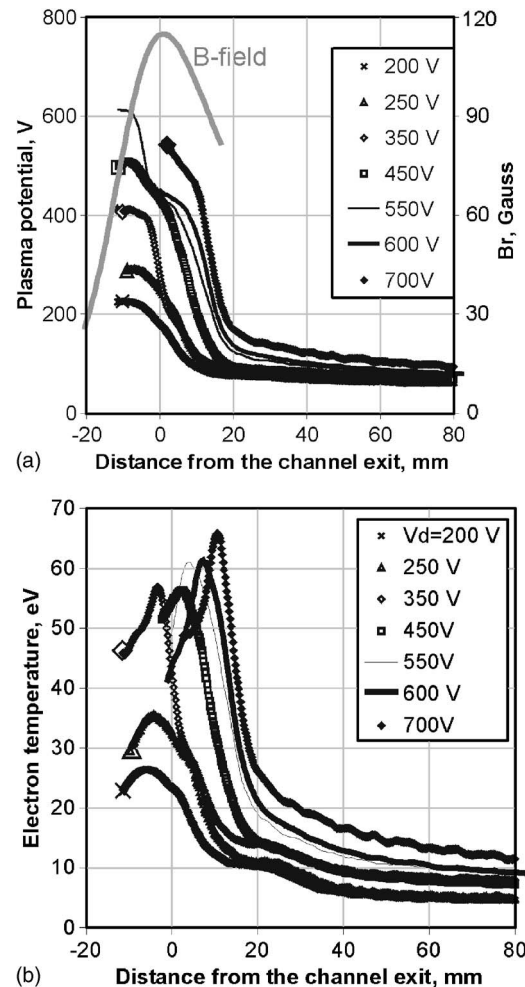 800
600
400
200
0
Plasma potential, V
B-field
200 V
250 V
350 V
450V
550V
600 V
700V
120
90
60
30
0
Br, Gauss
-20 0 20 40 60 80
(a)
Distance from the channel exit, mm
70
60
50
40
30
20
10
0
Electron temperature, eV
Vd=200 V
250 V
350 V
450V
550V
600 V
700V
-20 0 20 40 60 80
(b)
Distance from the channel exit, mm